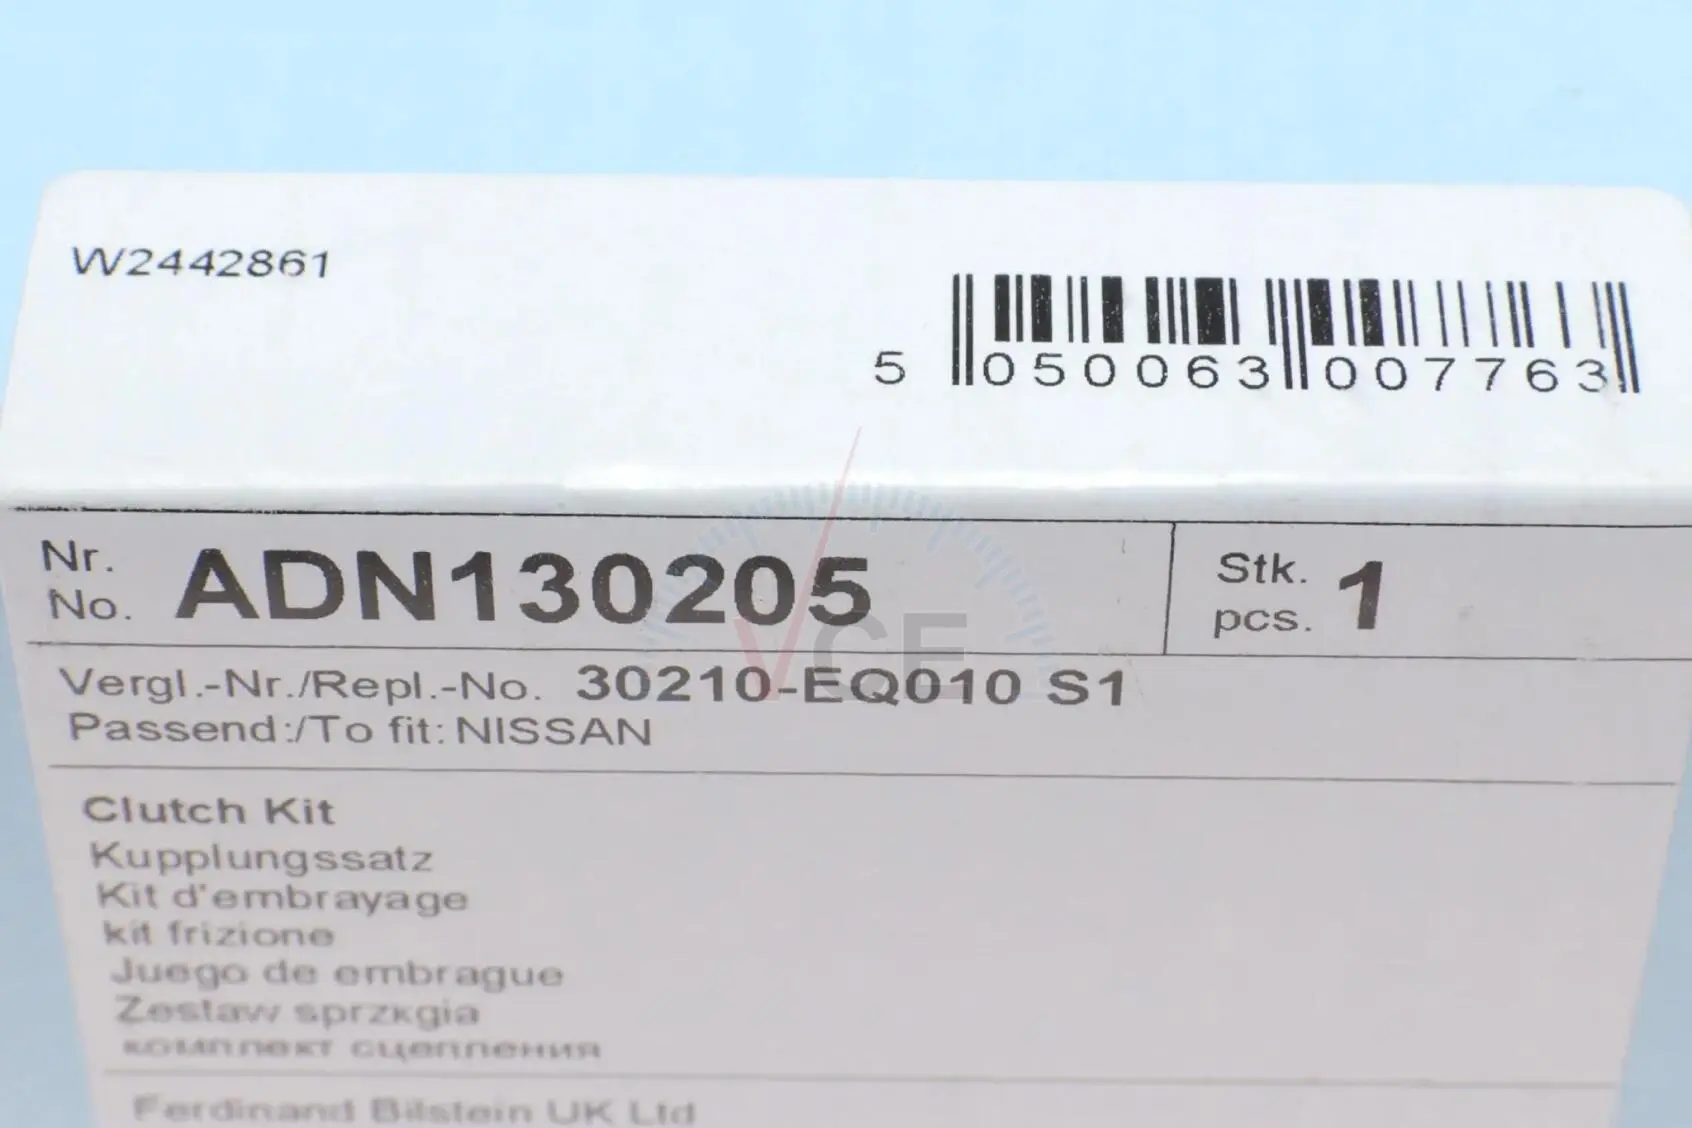 W2442861
5 050063 007763
Nr.
No. ADN130205
Stk.
pcs. 1
Vergl.-Nr./Repl.-No. 30210-EQ010 S1
Passend:/To fit: NISSAN
VCE
Clutch Kit
Kupplungssatz
Kit d'embrayage
kit frizione
Juego de embrague
Zestaw sprzkgia
комплект сцепления
Ferdinand Bilstein UK Ltd